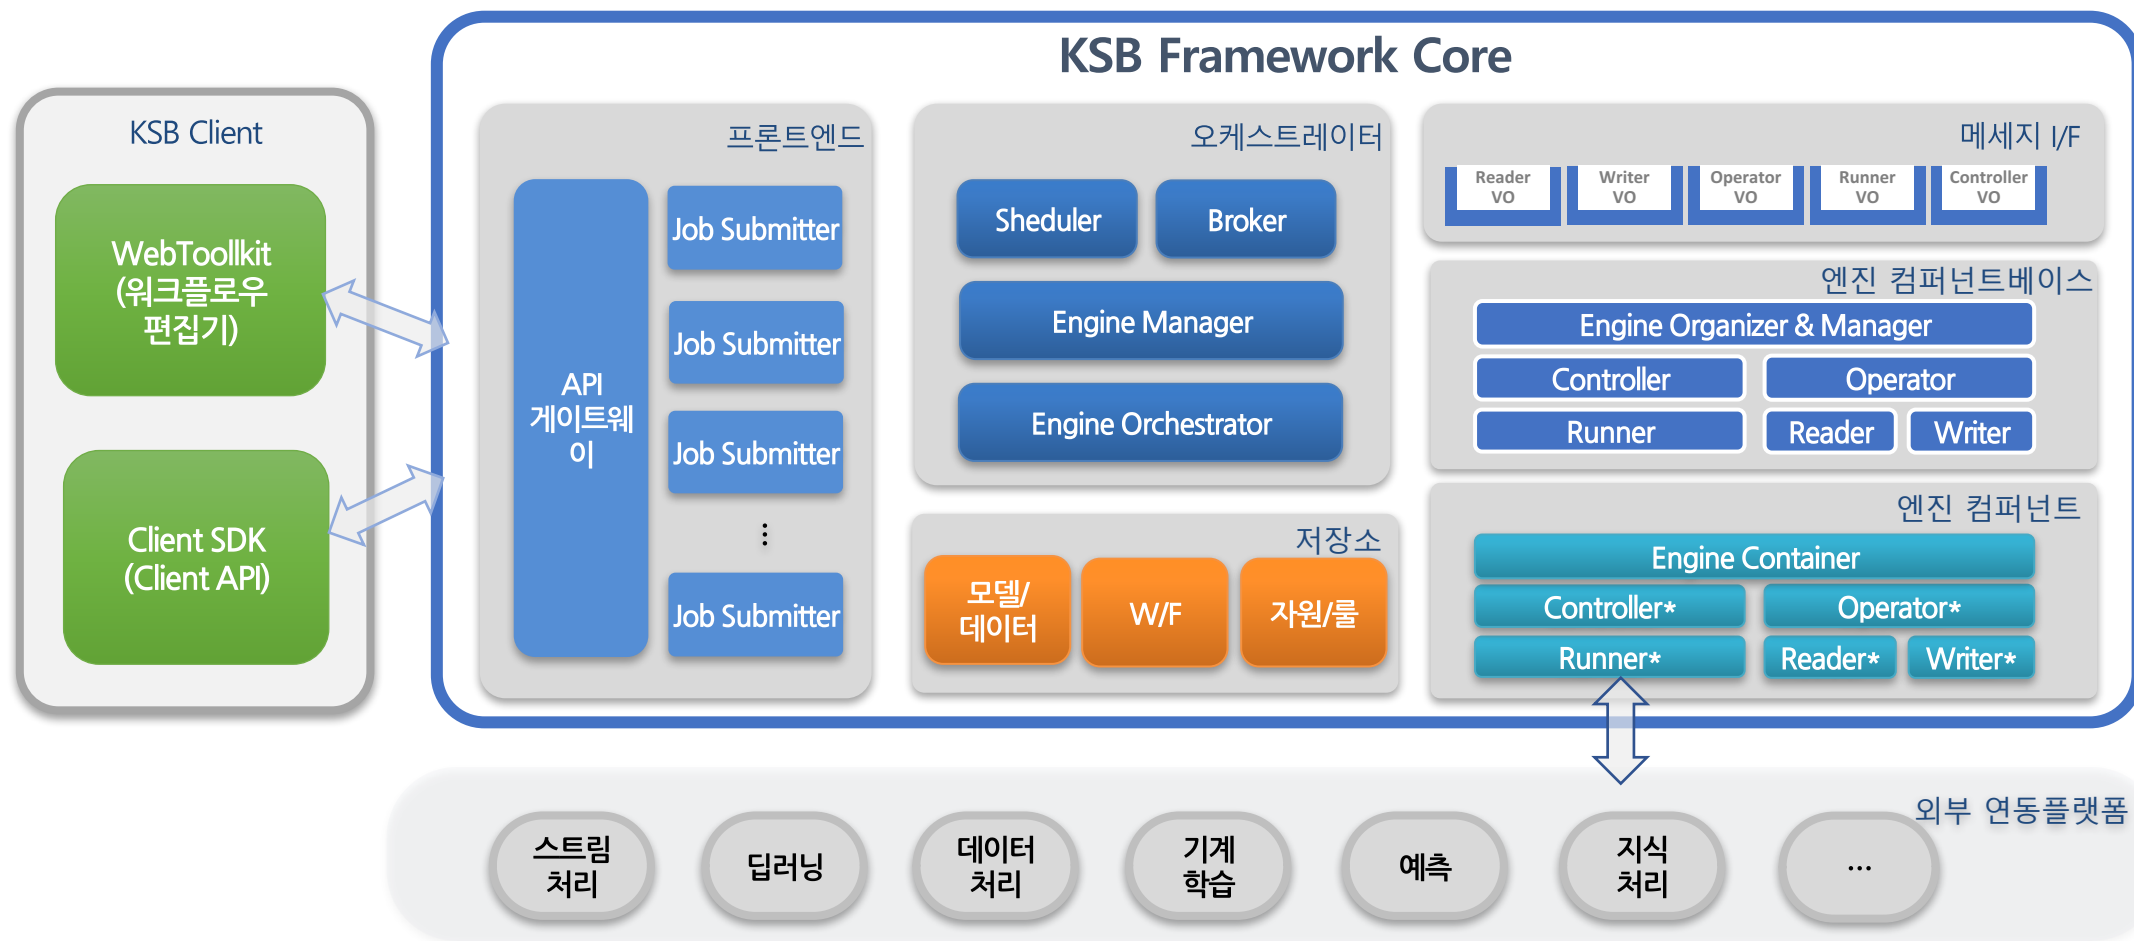 KSB Framework Core
KSB Client
WebToollkit
(워크플로우
편집기)
Client SDK
(Client API)
프론트엔드
API
게이트웨
이
Job Submitter
Job Submitter
Job Submitter
⋮
Job Submitter
오케스트레이터
Sheduler
Broker
Engine Manager
Engine Orchestrator
저장소
모델/
데이터
W/F
자원/룰
메세지 I/F
Reader
VO
Writer
VO
Operator
VO
Runner
VO
Controller
VO
엔진 컴퍼넌트베이스
Engine Organizer & Manager
Controller
Operator
Runner
Reader
Writer
엔진 컴퍼넌트
Engine Container
Controller*
Operator*
Runner*
Reader*
Writer*
외부 연동플랫폼
스트림
처리
딥러닝
데이터
처리
기계
학습
예측
지식
처리
...